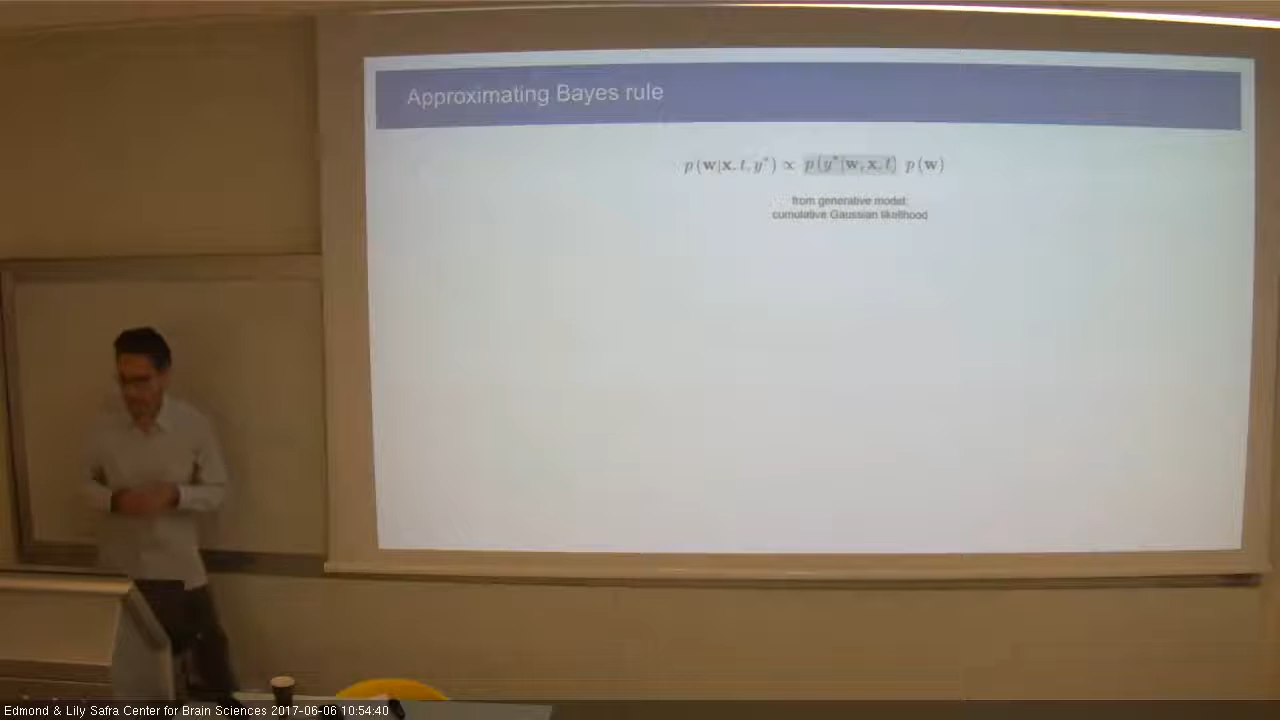 Approximating Bayes rule
p(w|x, t, y*) ∝ p(y*|w, x, t) p(w)
from generative model:
cumulative Gaussian likelihood
Edmond & Lily Safra Center for Brain Sciences 2017-06-06 10:54:40